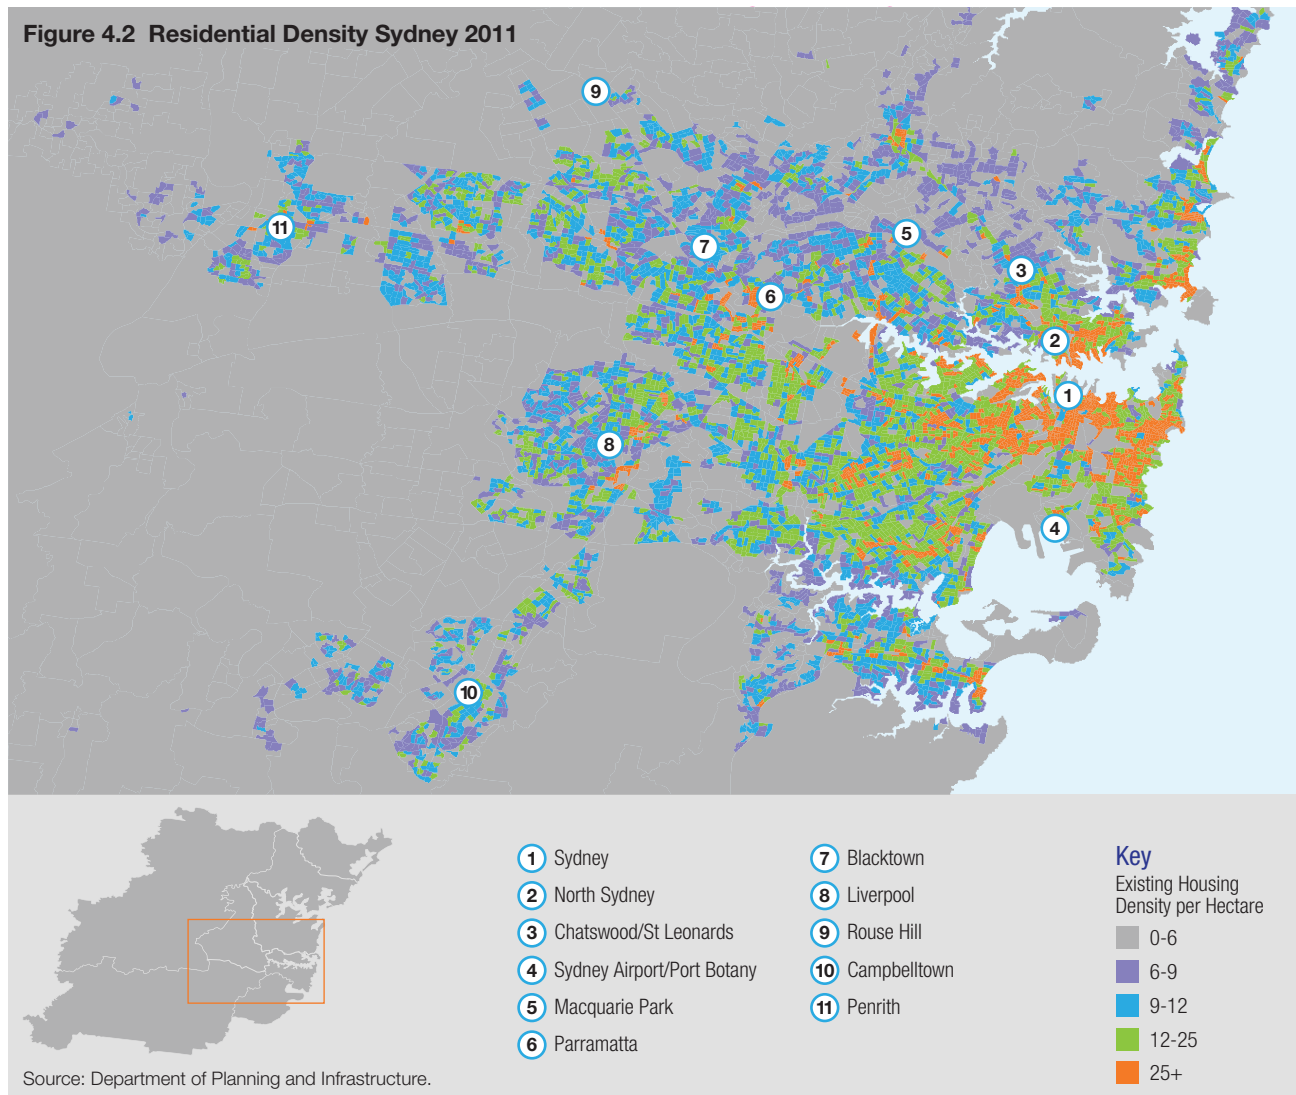 Figure 4.2 Residential Density Sydney 2011
9
11
5
7
3
6
2
1
8
4
10
1 Sydney
2 North Sydney
3 Chatswood/St Leonards
4 Sydney Airport/Port Botany
5 Macquarie Park
6 Parramatta
7 Blacktown
8 Liverpool
9 Rouse Hill
10 Campbelltown
11 Penrith
Key
Existing Housing
Density per Hectare
0-6
6-9
9-12
12-25
25+
Source: Department of Planning and Infrastructure.